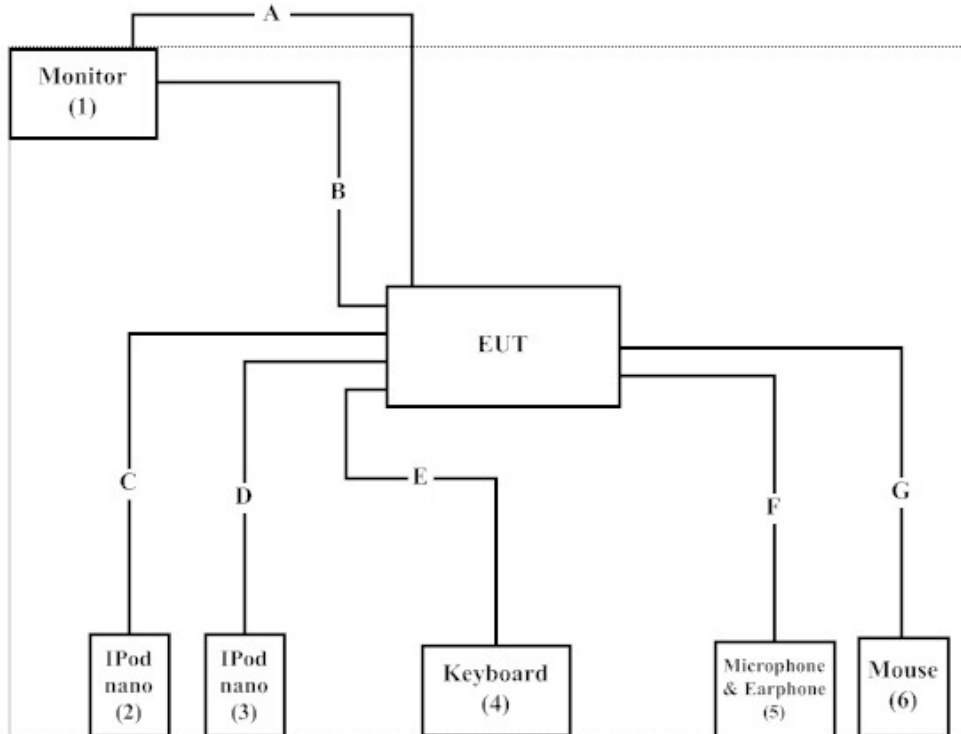 A
Monitor
(1)
B
EUT
C
D
E
F
G
IPod
nano
(2)
IPod
nano
(3)
Keyboard
(4)
Microphone
& Earphone
(5)
Mouse
(6)